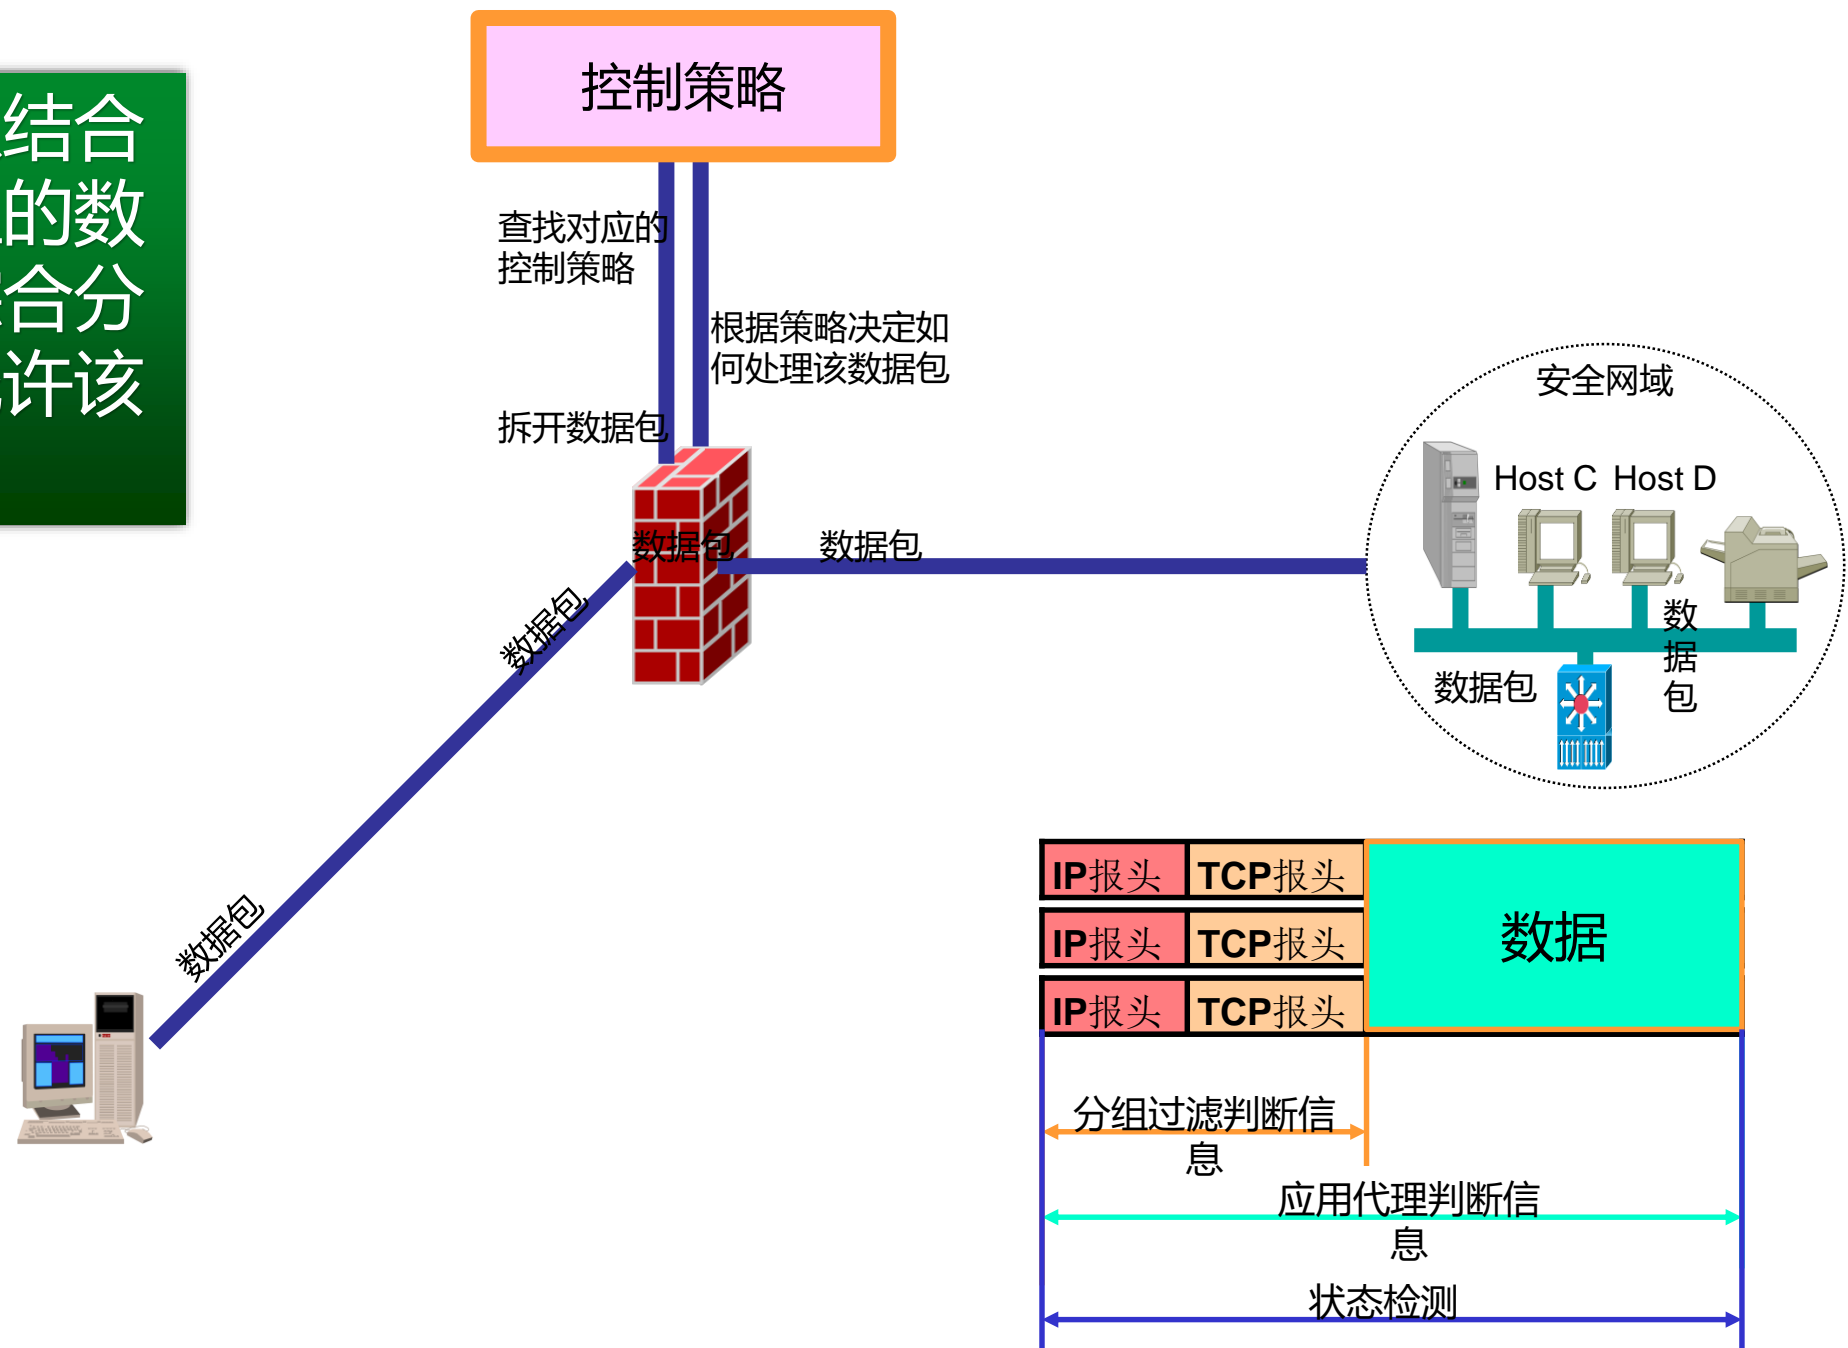 控制策略
结合
的数
合分
许该
查找对应的
控制策略
根据策略决定如
何处理该数据包
拆开数据包
安全网域
Host C Host D
数据包
数据包
数据包
数据包
数据包
数
据
包
IP报头 TCP报头
IP报头 TCP报头
IP报头 TCP报头
数据
分组过滤判断信
息
应用代理判断信
息
状态检测